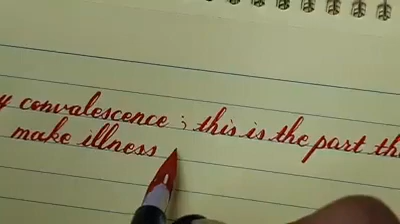 convalescence ; this is the part
make illness